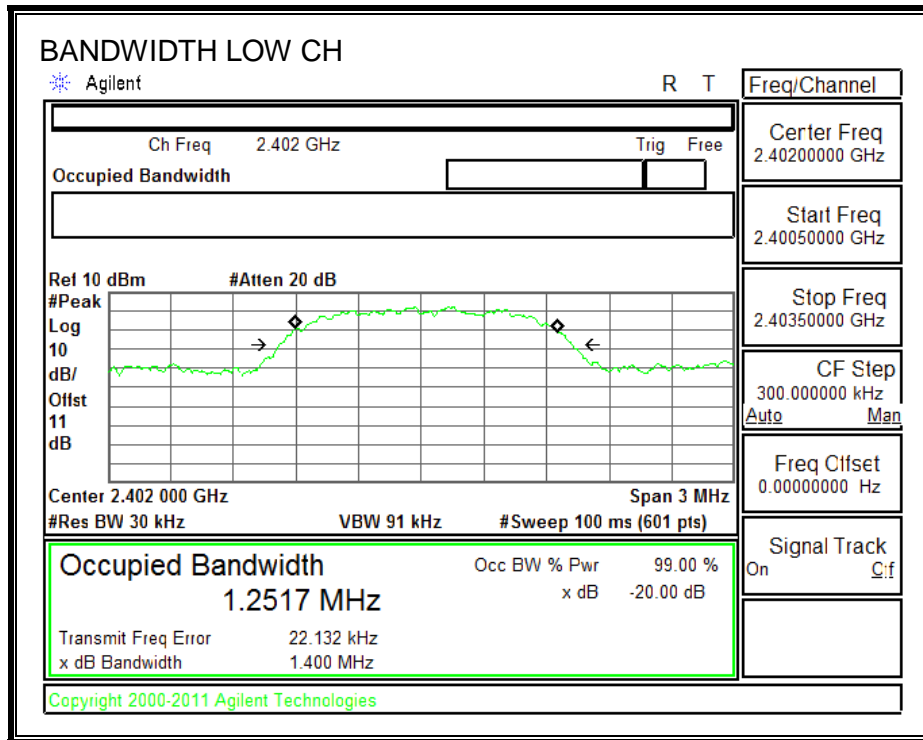 BANDWIDTH LOW CH
Agilent R T
Ch Freq 2.402 GHz Trig Free
Occupied Bandwidth
Ref 10 dBm #Atten 20 dB
#Peak
Log
10
dB/
Offst
11
dB
Center 2.402 000 GHz Span 3 MHz
#Res BW 30 kHz VBW 91 kHz #Sweep 100 ms (601 pts)
Occupied Bandwidth
1.2517 MHz
Occ BW % Pwr 99.00 %
x dB -20.00 dB
Transmit Freq Error 22.132 kHz
x dB Bandwidth 1.400 MHz
Copyright 2000-2011 Agilent Technologies
Freq/Channel
Center Freq
2.40200000 GHz
Start Freq
2.40050000 GHz
Stop Freq
2.40350000 GHz
CF Step
300.000000 kHz
Auto Man
Freq Offset
0.00000000 Hz
Signal Track
On Off